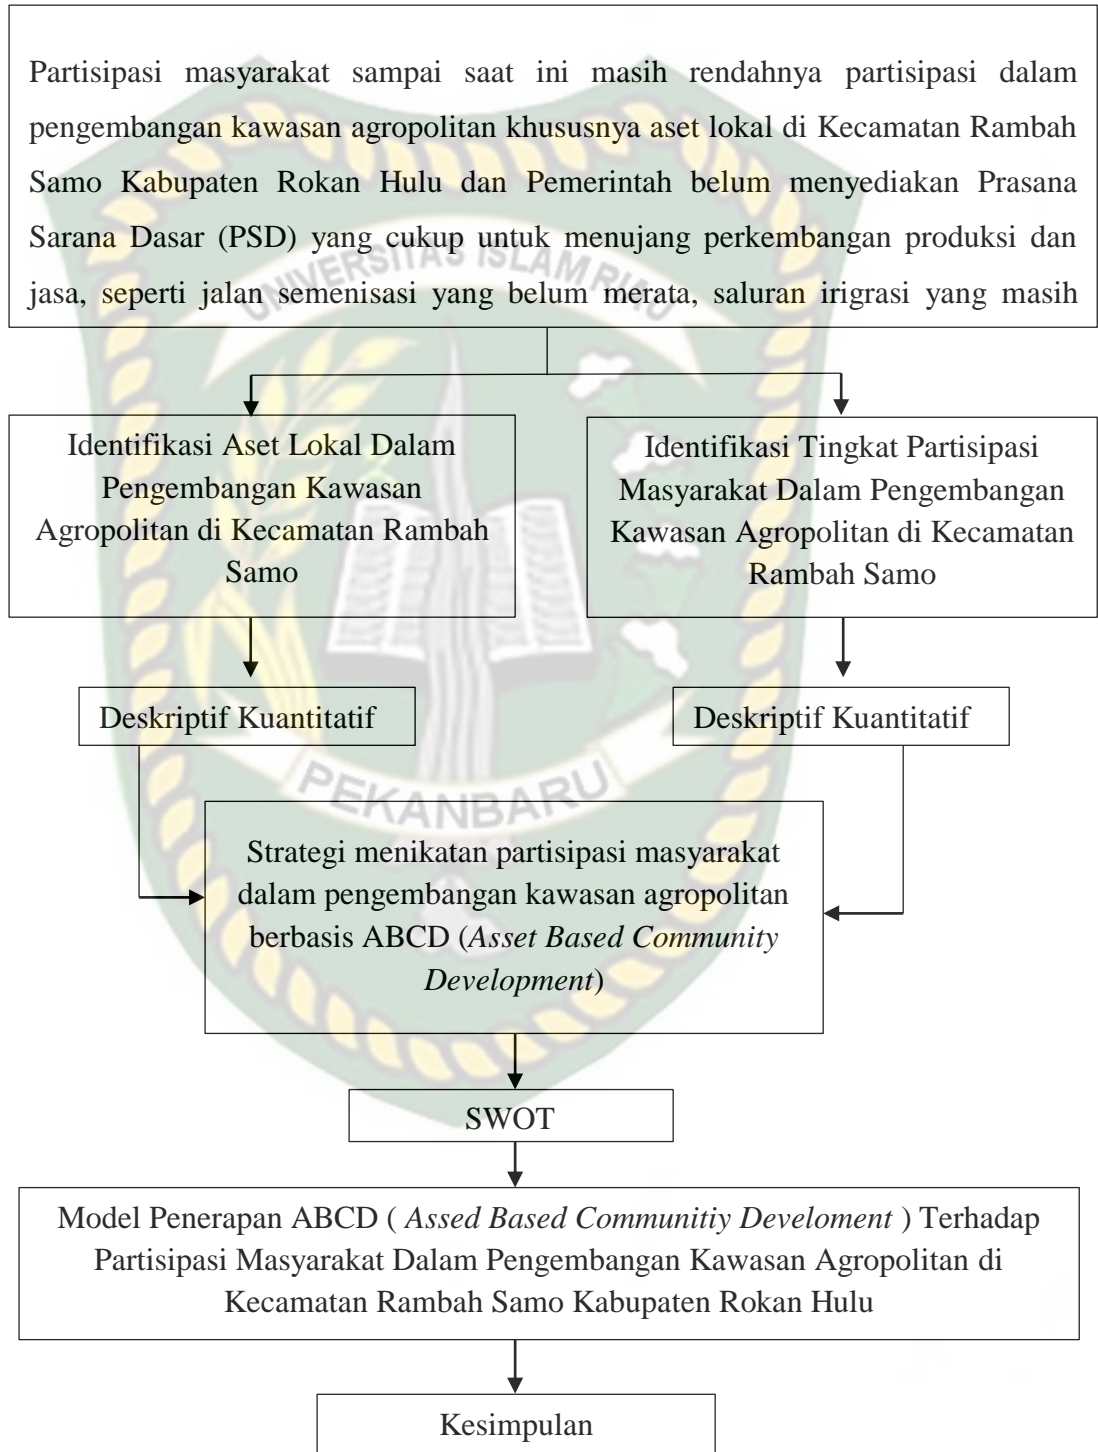 Partisipasi masyarakat sampai saat ini masih rendahnya partisipasi dalam
pengembangan kawasan agropolitan khususnya aset lokal di Kecamatan Rambah
Samo Kabupaten Rokan Hulu dan Pemerintah belum menyediakan Prasana
Sarana Dasar (PSD) yang cukup untuk menujang perkembangan produksi dan
jasa, seperti jalan semenisasi yang belum merata, saluran irigrasi yang masih
UNIVERSITAS ISLAM RIAU
Identifikasi Aset Lokal Dalam
Pengembangan Kawasan
Agropolitan di Kecamatan Rambah
Samo
Identifikasi Tingkat Partisipasi
Masyarakat Dalam Pengembangan
Kawasan Agropolitan di Kecamatan
Rambah Samo
Deskriptif Kuantitatif
Deskriptif Kuantitatif
PEKANBARU
Strategi menikatan partisipasi masyarakat
dalam pengembangan kawasan agropolitan
berbasis ABCD (Asset Based Community
Development)
SWOT
Model Penerapan ABCD ( Assed Based Communitiy Develoment ) Terhadap
Partisipasi Masyarakat Dalam Pengembangan Kawasan Agropolitan di
Kecamatan Rambah Samo Kabupaten Rokan Hulu
Kesimpulan